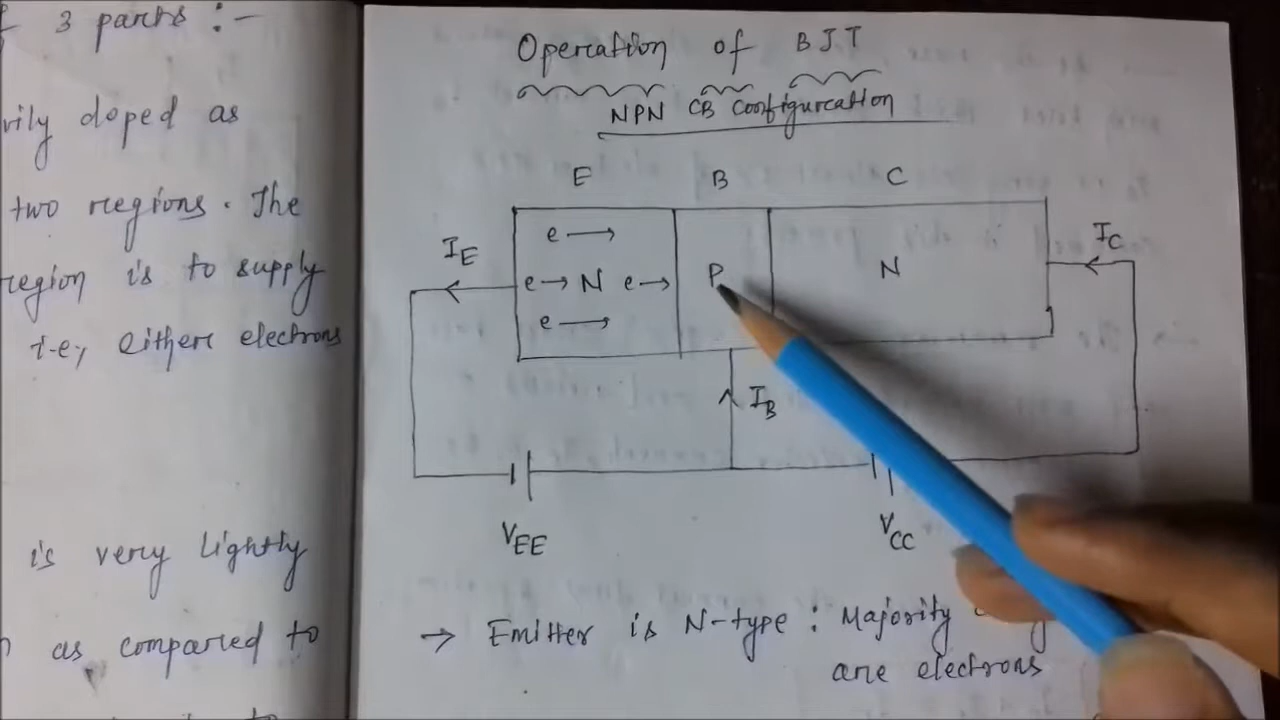 3 parts :-
doped as
two regions. The
region is to supply
i.e, either electrons
is very lightly
as compared to
Operation of BJT
NPN CB Configuration
E B C
e →
I_E
e → N e →
P
N
I_C
e →
I_B
V_EE
V_CC
→ Emitter is N-type : Majority
are electrons